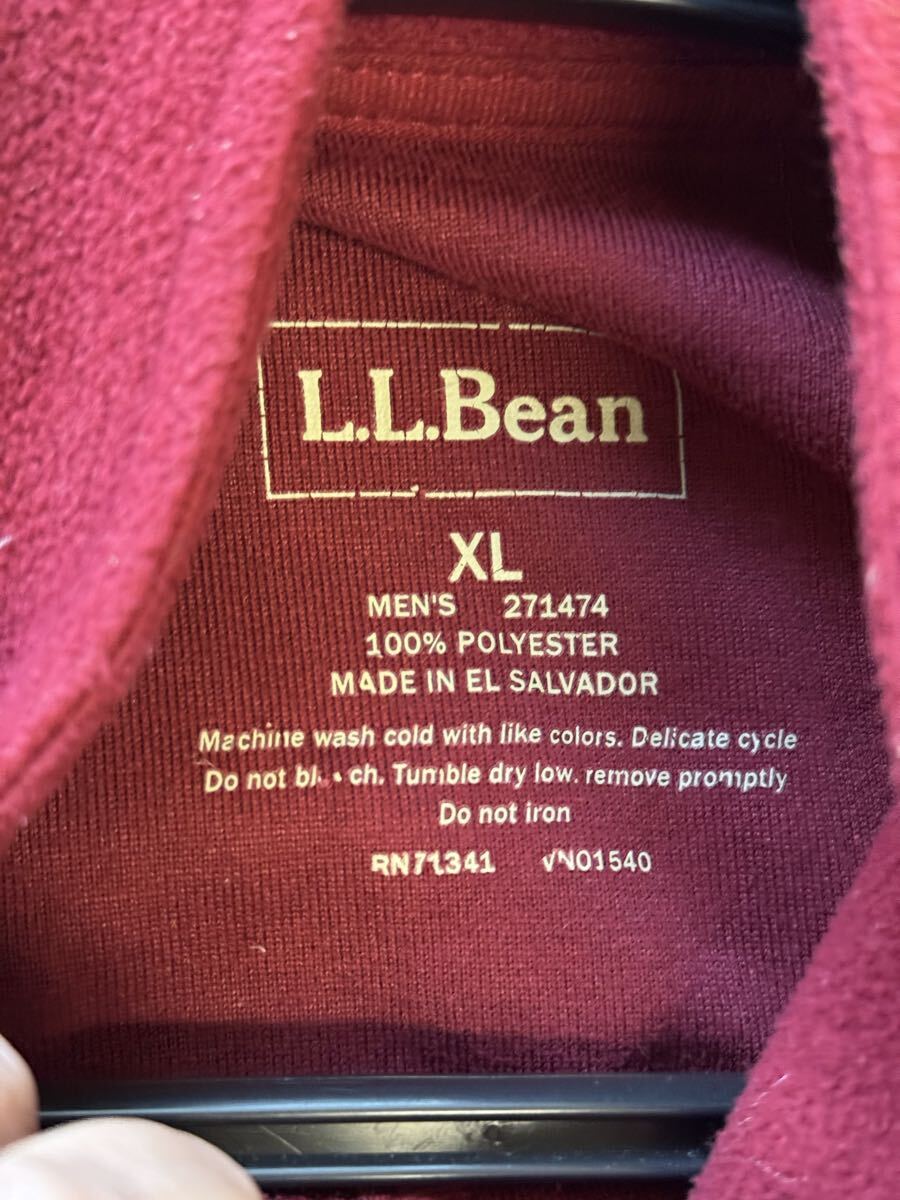 L.L.Bean
XL
MEN'S 271474
100% POLYESTER
MADE IN EL SALVADOR
Machine wash cold with like colors. Delicate cycle
Do not Tumble dry low. remove promptly
Do not iron
RN71341 VN01540